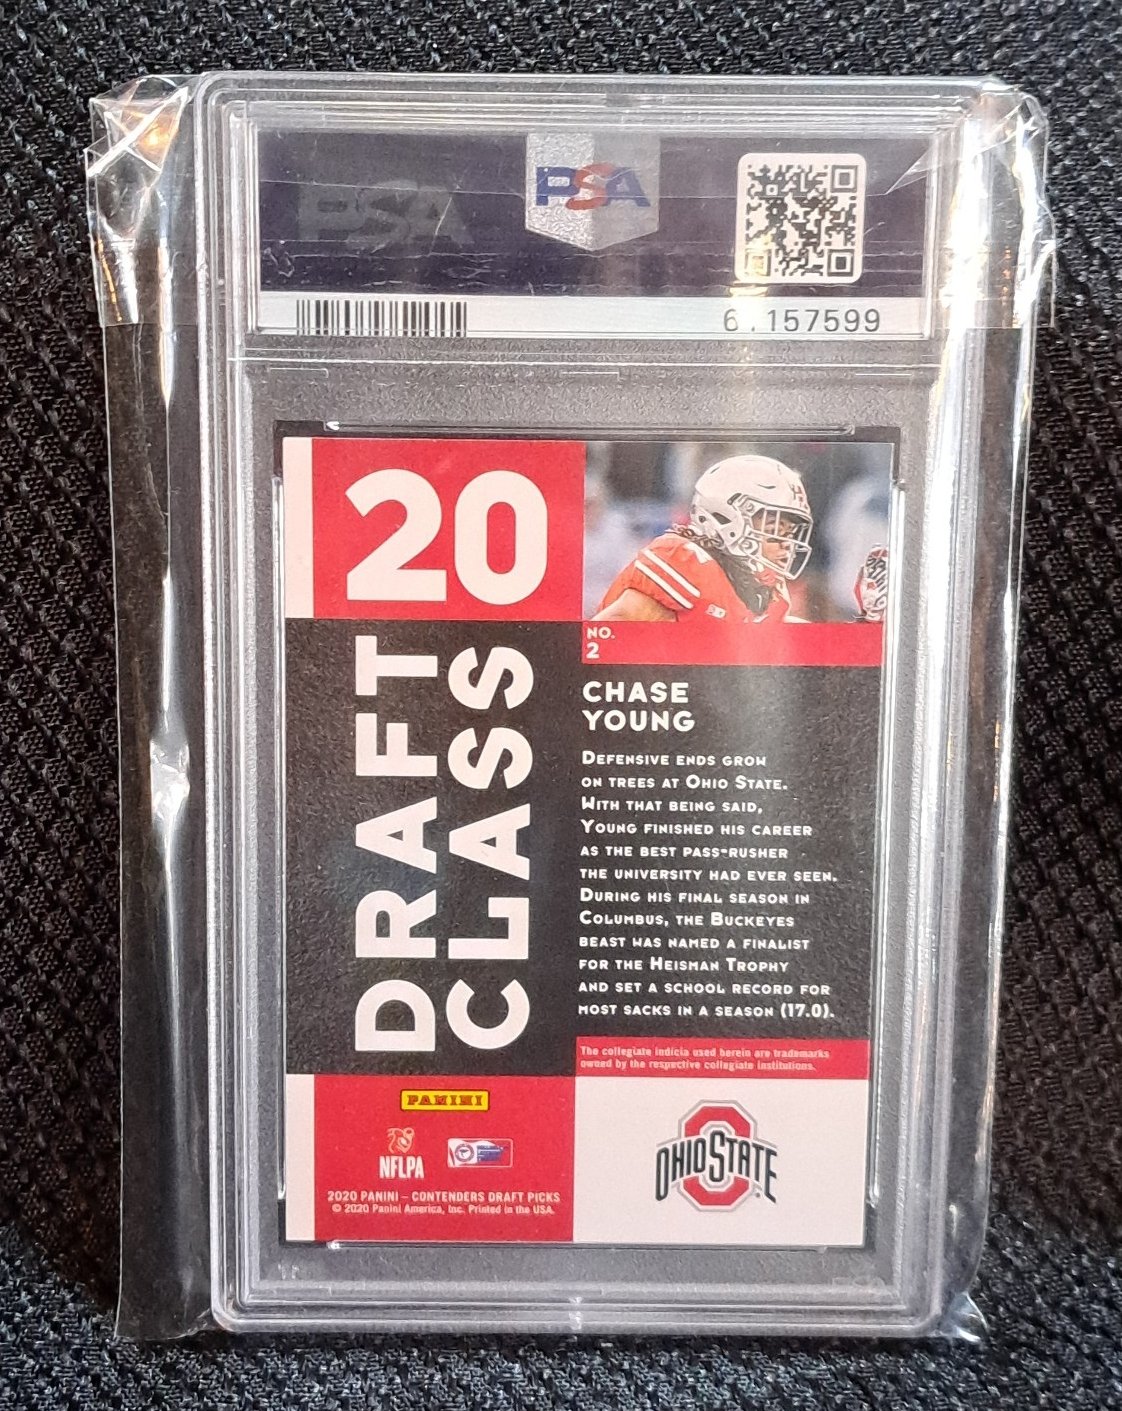 PSA
PSA
157599
20
DRAFT
CLASS
NO.
2
CHASE
YOUNG
DEFENSIVE ENDS GROW
ON TREES AT OHIO STATE.
WITH THAT BEING SAID,
YOUNG FINISHED HIS CAREER
AS THE BEST PASS-RUSHER
THE UNIVERSITY HAD EVER SEEN.
DURING HIS FINAL SEASON IN
COLUMBUS, THE BUCKEYES
BEAST WAS NAMED A FINALIST
FOR THE HEISMAN TROPHY
AND SET A SCHOOL RECORD FOR
MOST SACKS IN A SEASON (17.0).
The collegiate indicia used herein are trademarks
owned by the respective collegiate institutions.
PANINI
NFLPA
2020 PANINI – CONTENDERS DRAFT PICKS
© 2020 Panini America, Inc. Printed in the USA.
OHIO STATE